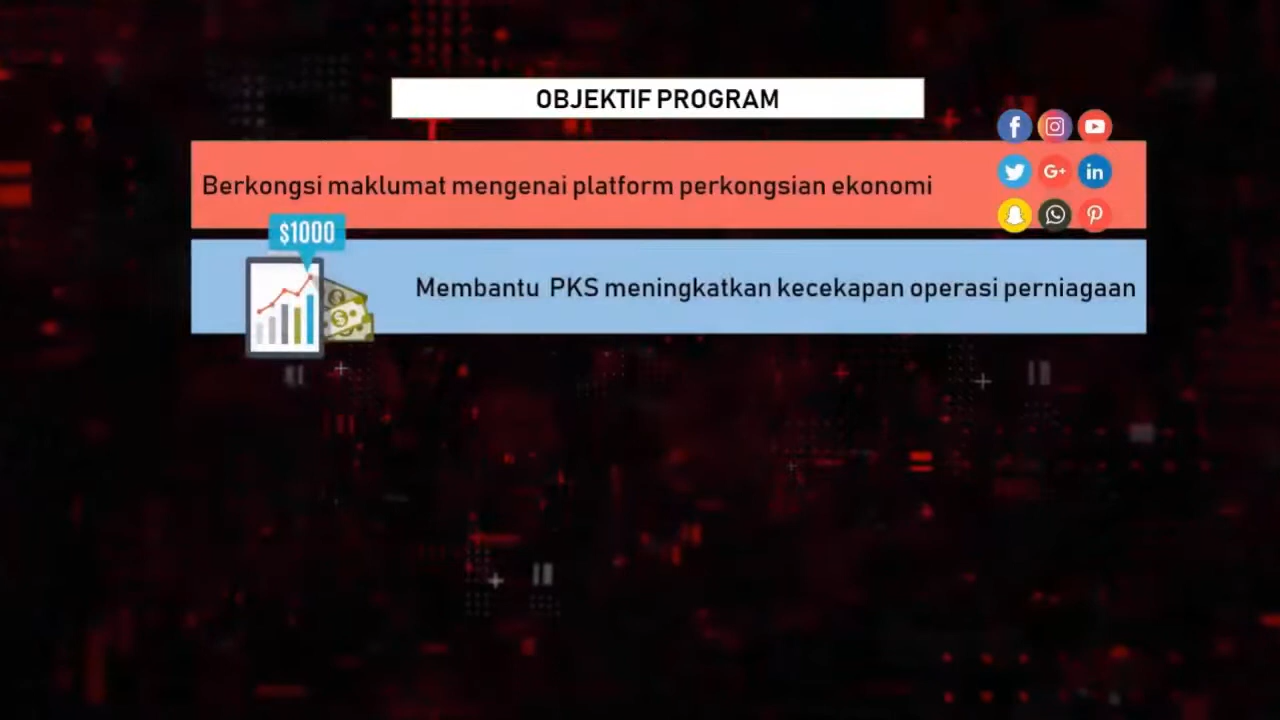 OBJEKTIF PROGRAM
Berkongsi maklumat mengenai platform perkongsian ekonomi
$1000
Membantu PKS meningkatkan kecekapan operasi perniagaan